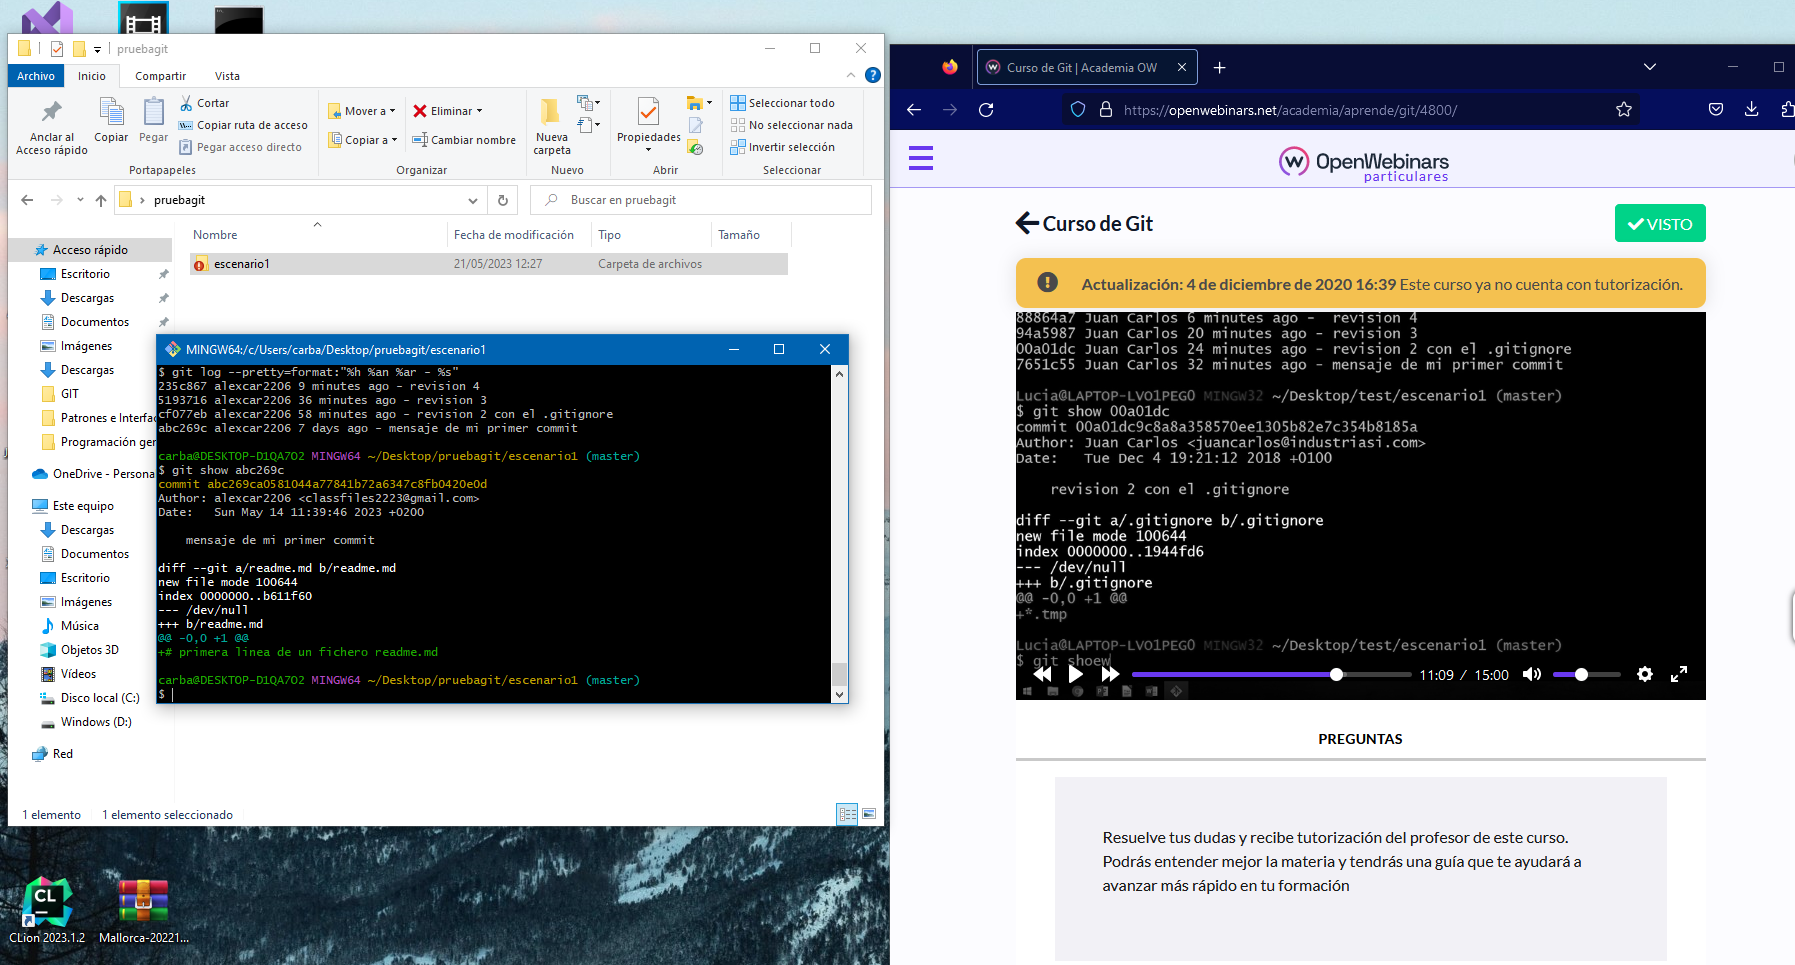 pruebagit
Archivo
Inicio
Compartir
Vista
Anclar al
Acceso rápido
Copiar
Pegar
Cortar
Copiar ruta de acceso
Pegar acceso directo
Portapapeles
Mover a
Copiar a
Eliminar
Cambiar nombre
Organizar
Nueva
carpeta
Nuevo
Propiedades
Abrir
Seleccionar todo
No seleccionar nada
Invertir selección
Seleccionar
pruebagit
Buscar en pruebagit
Nombre
Fecha de modificación
Tipo
Tamaño
escenario1
21/05/2023 12:27
Carpeta de archivos
Acceso rápido
Escritorio
Descargas
Documentos
Imágenes
Descargas
GIT
Patrones e Interfa
Programación ger
OneDrive - Persona
Este equipo
Descargas
Documentos
Escritorio
Imágenes
Música
Objetos 3D
Vídeos
Disco local (C:)
Windows (D:)
Red
1 elemento
1 elemento seleccionado
MINGW64:/c/Users/carba/Desktop/pruebagit/escenario1
$ git log --pretty=format:"%h %an %ar - %s"
235c867 alexcar2206 9 minutes ago - revision 4
5193716 alexcar2206 36 minutes ago - revision 3
cf077eb alexcar2206 58 minutes ago - revision 2 con el .gitignore
abc269c alexcar2206 7 days ago - mensaje de mi primer commit
carba@DESKTOP-D1QA7O2 MINGW64 ~/Desktop/pruebagit/escenario1 (master)
$ git show abc269c
commit abc269ca0581044a77841b72a6347c8fb0420e0d
Author: alexcar2206 <classfiles2223@gmail.com>
Date:   Sun May 14 11:39:46 2023 +0200
mensaje de mi primer commit
diff --git a/readme.md b/readme.md
new file mode 100644
index 0000000..b611f60
--- /dev/null
+++ b/readme.md
@@ -0,0 +1 @@
+# primera linea de un fichero readme.md
carba@DESKTOP-D1QA7O2 MINGW64 ~/Desktop/pruebagit/escenario1 (master)
$
CL
CLion 2023.1.2
Mallorca-20221...
Curso de Git | Academia OW
https://openwebinars.net/academia/aprende/git/4800/
OpenWebinars
particulares
Curso de Git
VISTO
Actualización: 4 de diciembre de 2020 16:39 Este curso ya no cuenta con tutorización.
88864a7 Juan Carlos 6 minutes ago -  revision 4
94a5987 Juan Carlos 20 minutes ago - revision 3
00a01dc Juan Carlos 24 minutes ago - revision 2 con el .gitignore
7651c55 Juan Carlos 32 minutes ago - mensaje de mi primer commit
Lucia@LAPTOP-LVO1PEG0 MINGW32 ~/Desktop/test/escenario1 (master)
$ git show 00a01dc
commit 00a01dc9c8a8a358570ee1305b82e7c354b8185a
Author: Juan Carlos <juancarlos@industriasi.com>
Date:   Tue Dec 4 19:21:12 2018 +0100
revision 2 con el .gitignore
diff --git a/.gitignore b/.gitignore
new file mode 100644
index 0000000..1944fd6
--- /dev/null
+++ b/.gitignore
@@ -0,0 +1 @@
+*.tmp
Lucia@LAPTOP-LVO1PEG0 MINGW32 ~/Desktop/test/escenario1 (master)
$ git shoew
11:09 / 15:00
PREGUNTAS
Resuelve tus dudas y recibe tutorización del profesor de este curso.
Podrás entender mejor la materia y tendrás una guía que te ayudará a
avanzar más rápido en tu formación